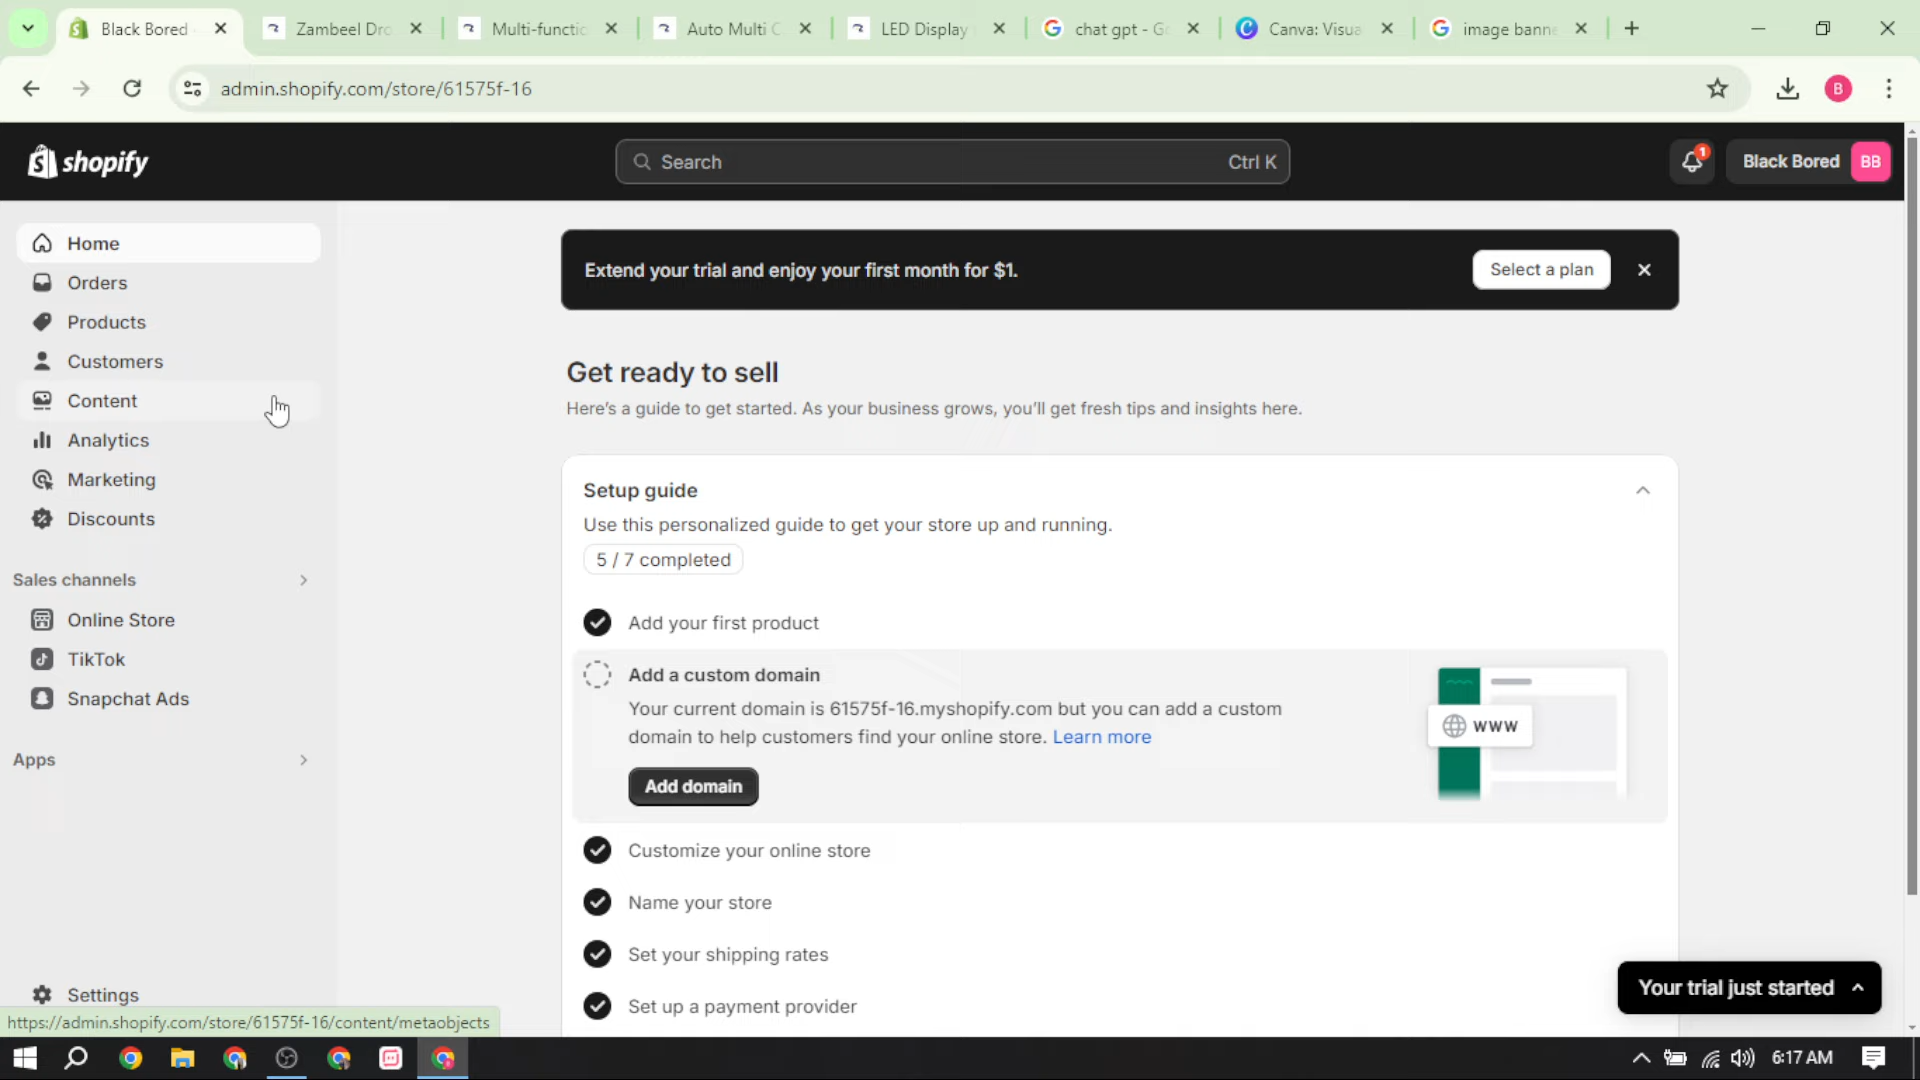 Black Bored
Zambeel Dro
Multi-functio
Auto Multi C
LED Display
chat gpt - Go
Canva: Visua
image banne
admin.shopify.com/store/61575f-16
B
shopify
Search
Ctrl K
1
Black Bored
BB
Home
Orders
Products
Customers
Content
Analytics
Marketing
Discounts
Sales channels
Online Store
TikTok
Snapchat Ads
Apps
Settings
Extend your trial and enjoy your first month for $1.
Select a plan
Get ready to sell
Here's a guide to get started. As your business grows, you'll get fresh tips and insights here.
Setup guide
Use this personalized guide to get your store up and running.
5 / 7 completed
Add your first product
Add a custom domain
Your current domain is 61575f-16.myshopify.com but you can add a custom
domain to help customers find your online store. Learn more
www
Add domain
Customize your online store
Name your store
Set your shipping rates
Set up a payment provider
Your trial just started
https://admin.shopify.com/store/61575f-16/content/metaobjects
6:17 AM